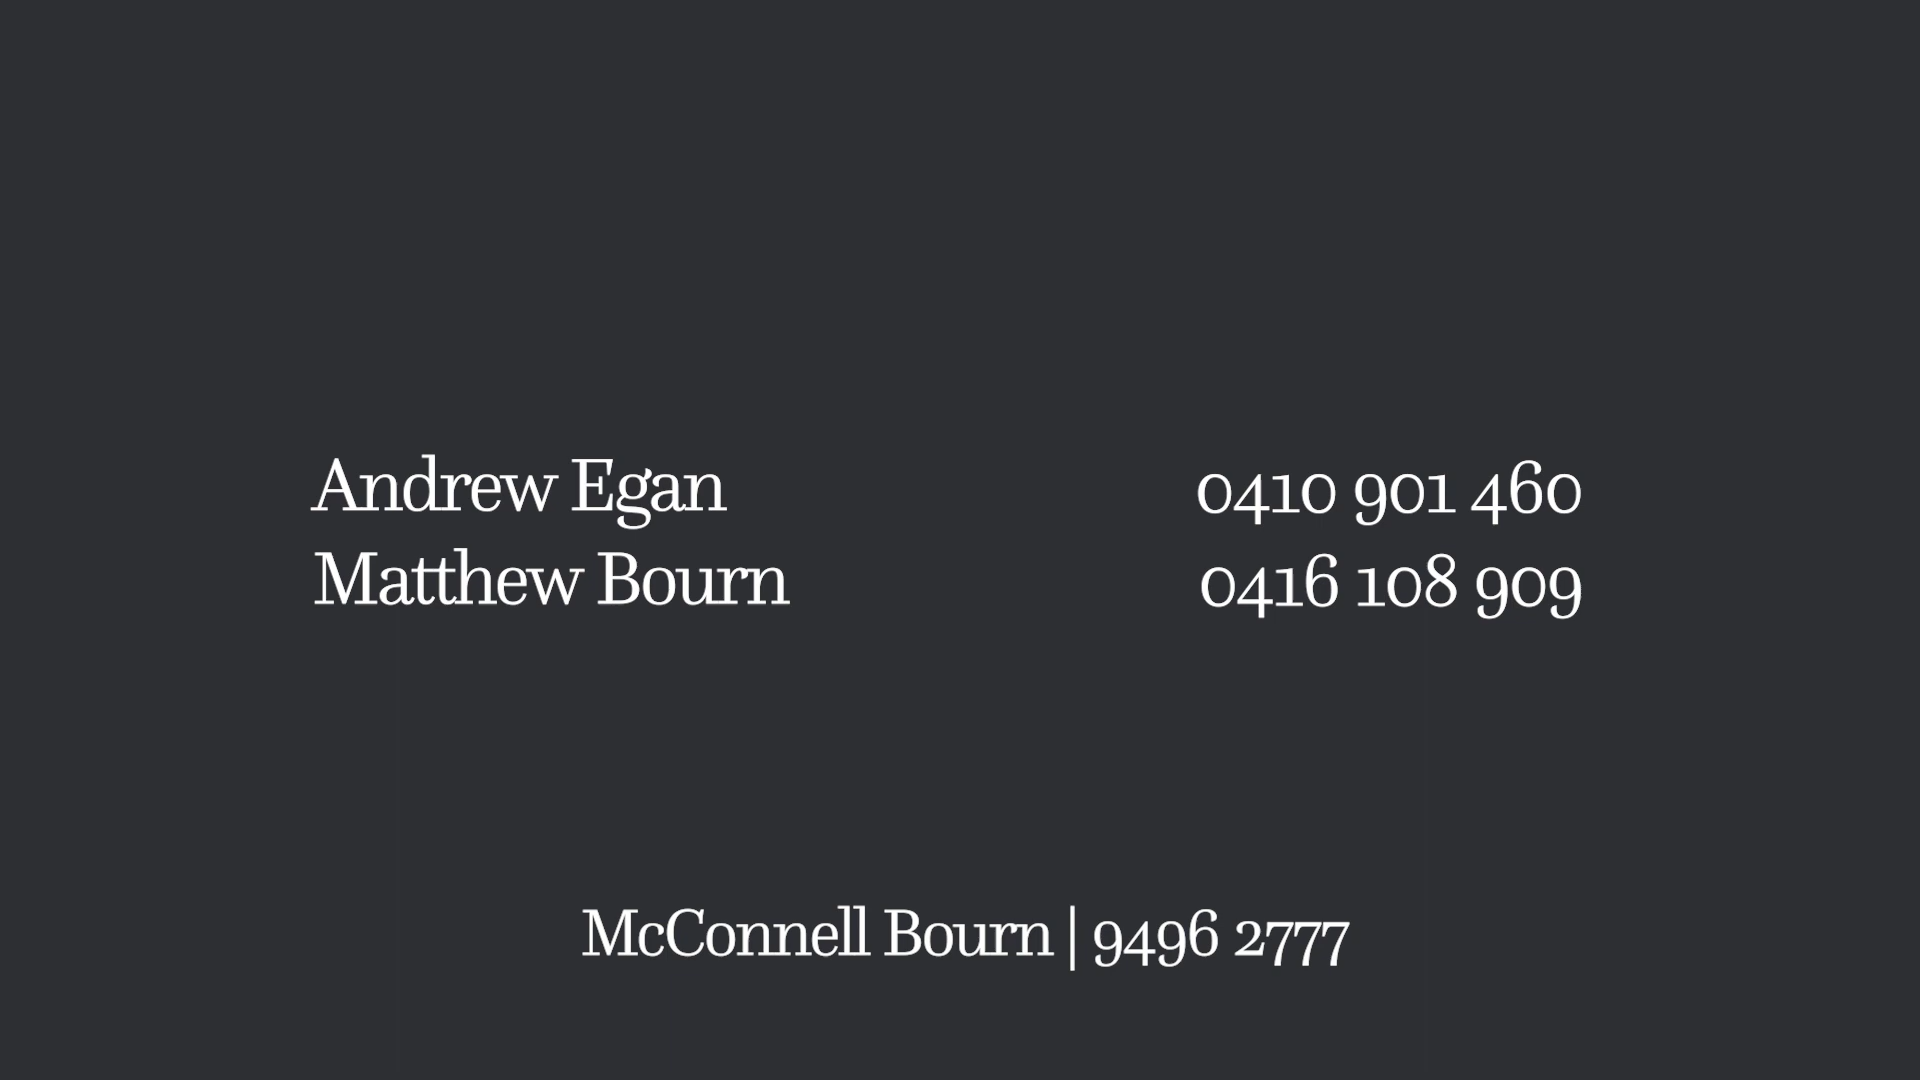 Andrew Egan 0410 901 460
Matthew Bourn 0416 108 909
McConnell Bourn | 9496 2777